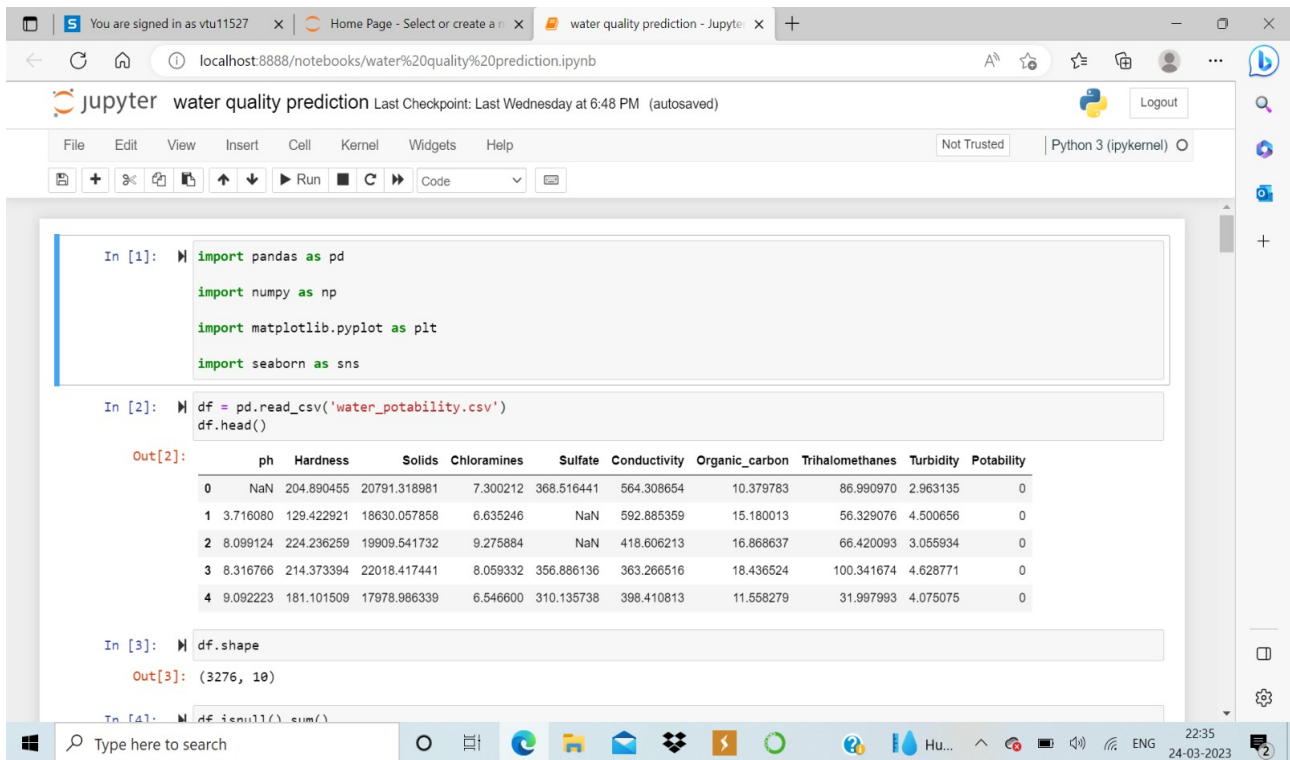 You are signed in as vtu11527
Home Page - Select or create a n
water quality prediction - Jupyter
localhost:8888/notebooks/water%20quality%20prediction.ipynb
jupyter water quality prediction Last Checkpoint: Last Wednesday at 6:48 PM (autosaved)
Logout
File Edit View Insert Cell Kernel Widgets Help
Not Trusted
Python 3 (ipykernel)
Run
Code
In [1]:
import pandas as pd
import numpy as np
import matplotlib.pyplot as plt
import seaborn as sns
In [2]:
df = pd.read_csv('water_potability.csv')
df.head()
Out[2]:
ph Hardness Solids Chloramines Sulfate Conductivity Organic_carbon Trihalomethanes Turbidity Potability
0 NaN 204.890455 20791.318981 7.300212 368.516441 564.308654 10.379783 86.990970 2.963135 0
1 3.716080 129.422921 18630.057858 6.635246 NaN 592.885359 15.180013 56.329076 4.500656 0
2 8.099124 224.236259 19909.541732 9.275884 NaN 418.606213 16.868637 66.420093 3.055934 0
3 8.316766 214.373394 22018.417441 8.059332 356.886136 363.266516 18.436524 100.341674 4.628771 0
4 9.092223 181.101509 17978.986339 6.546600 310.135738 398.410813 11.558279 31.997993 4.075075 0
In [3]: df.shape
Out[3]: (3276, 10)
In [4]: df.isnull().sum()
Type here to search
Hu...
ENG
22:35
24-03-2023
2